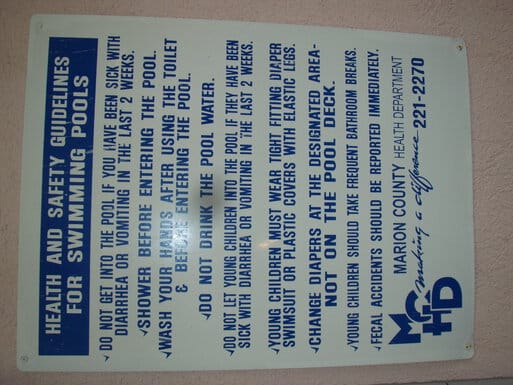 HEALTH AND SAFETY GUIDELINES
FOR SWIMMING POOLS
✓DO NOT GET INTO THE POOL IF YOU HAVE BEEN SICK WITH
DIARRHEA OR VOMITING IN THE LAST 2 WEEKS.
✓SHOWER BEFORE ENTERING THE POOL.
✓WASH YOUR HANDS AFTER USING THE TOILET
& BEFORE ENTERING THE POOL.
✓DO NOT DRINK THE POOL WATER.
✓DO NOT LET YOUNG CHILDREN INTO THE POOL IF THEY HAVE BEEN
SICK WITH DIARRHEA OR VOMITING IN THE LAST 2 WEEKS.
✓YOUNG CHILDREN MUST WEAR TIGHT FITTING DIAPER
SWIMSUIT OR PLASTIC COVERS WITH ELASTIC LEGS.
✓CHANGE DIAPERS AT THE DESIGNATED AREA-
NOT ON THE POOL DECK.
✓YOUNG CHILDREN SHOULD TAKE FREQUENT BATHROOM BREAKS.
✓FECAL ACCIDENTS SHOULD BE REPORTED IMMEDIATELY.
MCHD
MARION COUNTY HEALTH DEPARTMENT
making a difference 221-2270